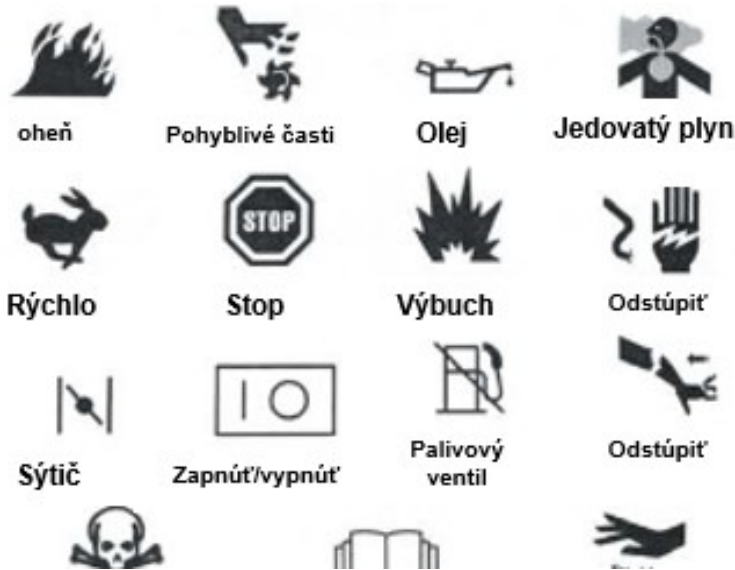 oheň
Pohyblivé časti
Olej
Jedovatý plyn
STOP
Rýchlo
Stop
Výbuch
Odstúpiť
Sýtič
Zapnúť/vypnúť
Palivový
ventil
Odstúpiť